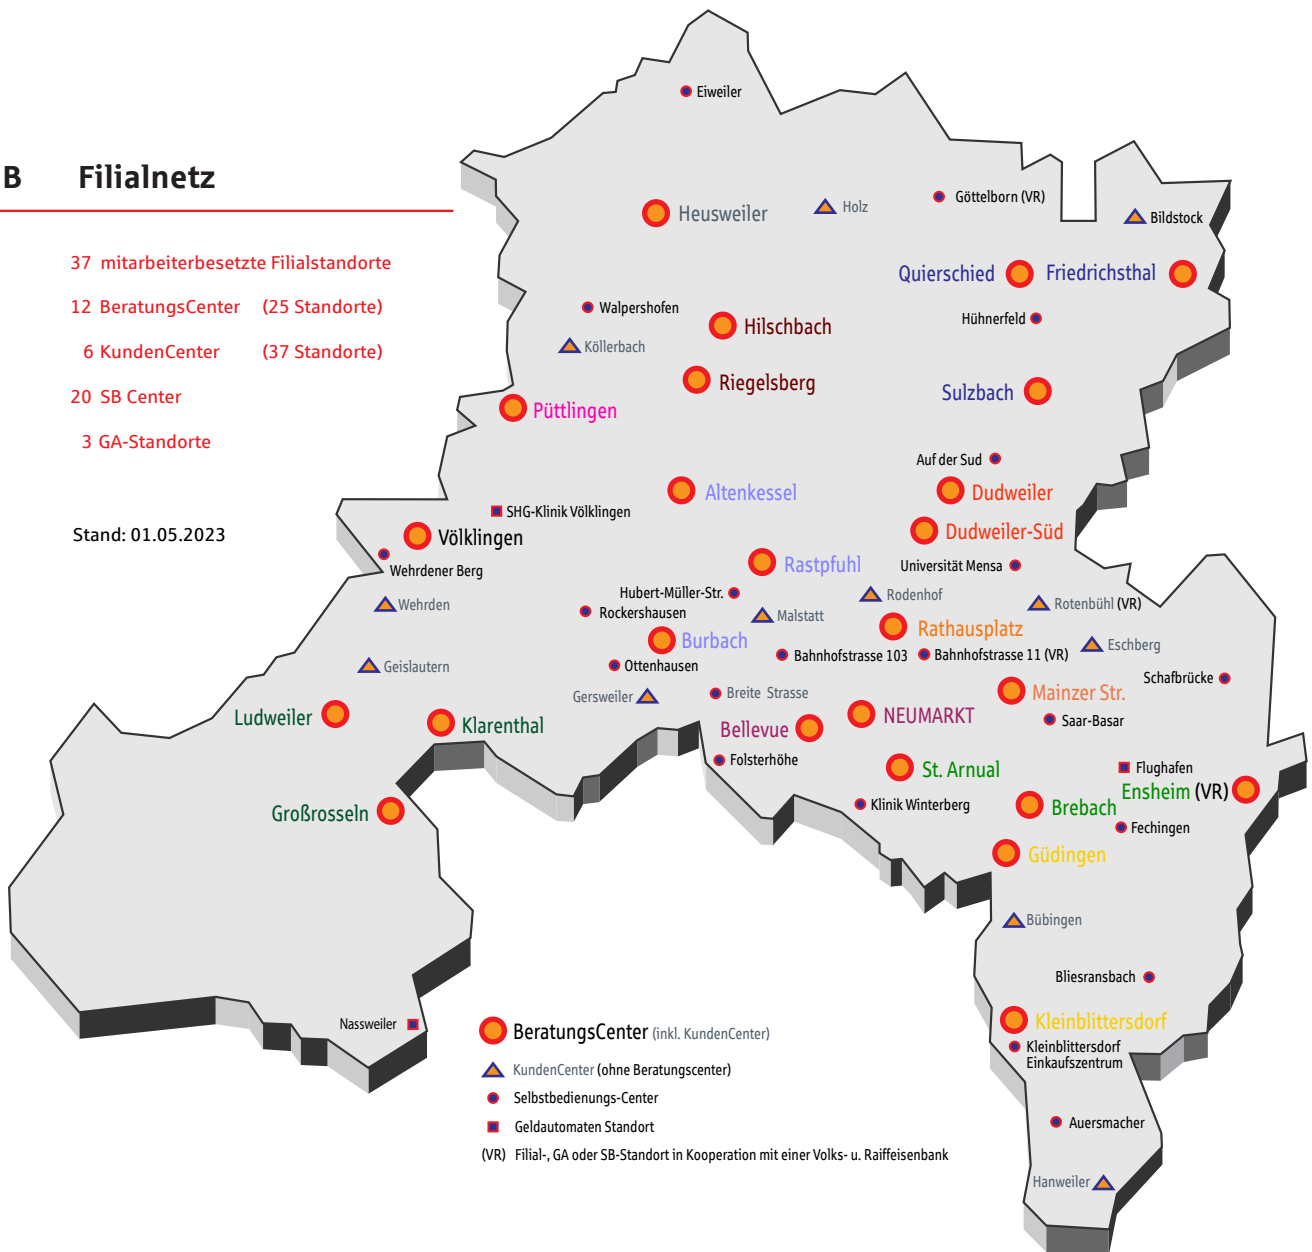 B Filialnetz
37 mitarbeiterbesetzte Filialstandorte
12 BeratungsCenter (25 Standorte)
6 KundenCenter (37 Standorte)
20 SB Center
3 GA-Standorte
Stand: 01.05.2023
Eiweiler
Heusweiler
Holz
Göttelborn (VR)
Bildstock
Quierschied
Friedrichsthal
Walpershofen
Hilschbach
Hühnerfeld
Köllerbach
Riegelsberg
Sulzbach
Püttlingen
Auf der Sud
Altenkessel
Dudweiler
SHG-Klinik Völklingen
Völklingen
Dudweiler-Süd
Wehrdener Berg
Rastpfuhl
Universität Mensa
Hubert-Müller-Str.
Rodenhof
Wehrden
Rockershausen
Malstatt
Rotenbühl (VR)
Burbach
Rathausplatz
Eschberg
Geislautern
Ottenhausen
Bahnhofstrasse 103
Bahnhofstrasse 11 (VR)
Schafbrücke
Gersweiler
Breite Strasse
Mainzer Str.
Ludweiler
Klarenthal
Bellevue
NEUMARKT
Saar-Basar
Folsterhöhe
St. Arnual
Flughafen
Ensheim (VR)
Großrosseln
Klinik Winterberg
Brebach
Fechingen
Güdingen
Bübingen
Bliesransbach
Nassweiler
Kleinblittersdorf
Kleinblittersdorf
Einkaufszentrum
Auersmacher
Hanweiler
BeratungsCenter (inkl. KundenCenter)
KundenCenter (ohne Beratungscenter)
Selbstbedienungs-Center
Geldautomaten Standort
(VR) Filial-, GA oder SB-Standort in Kooperation mit einer Volks- u. Raiffeisenbank